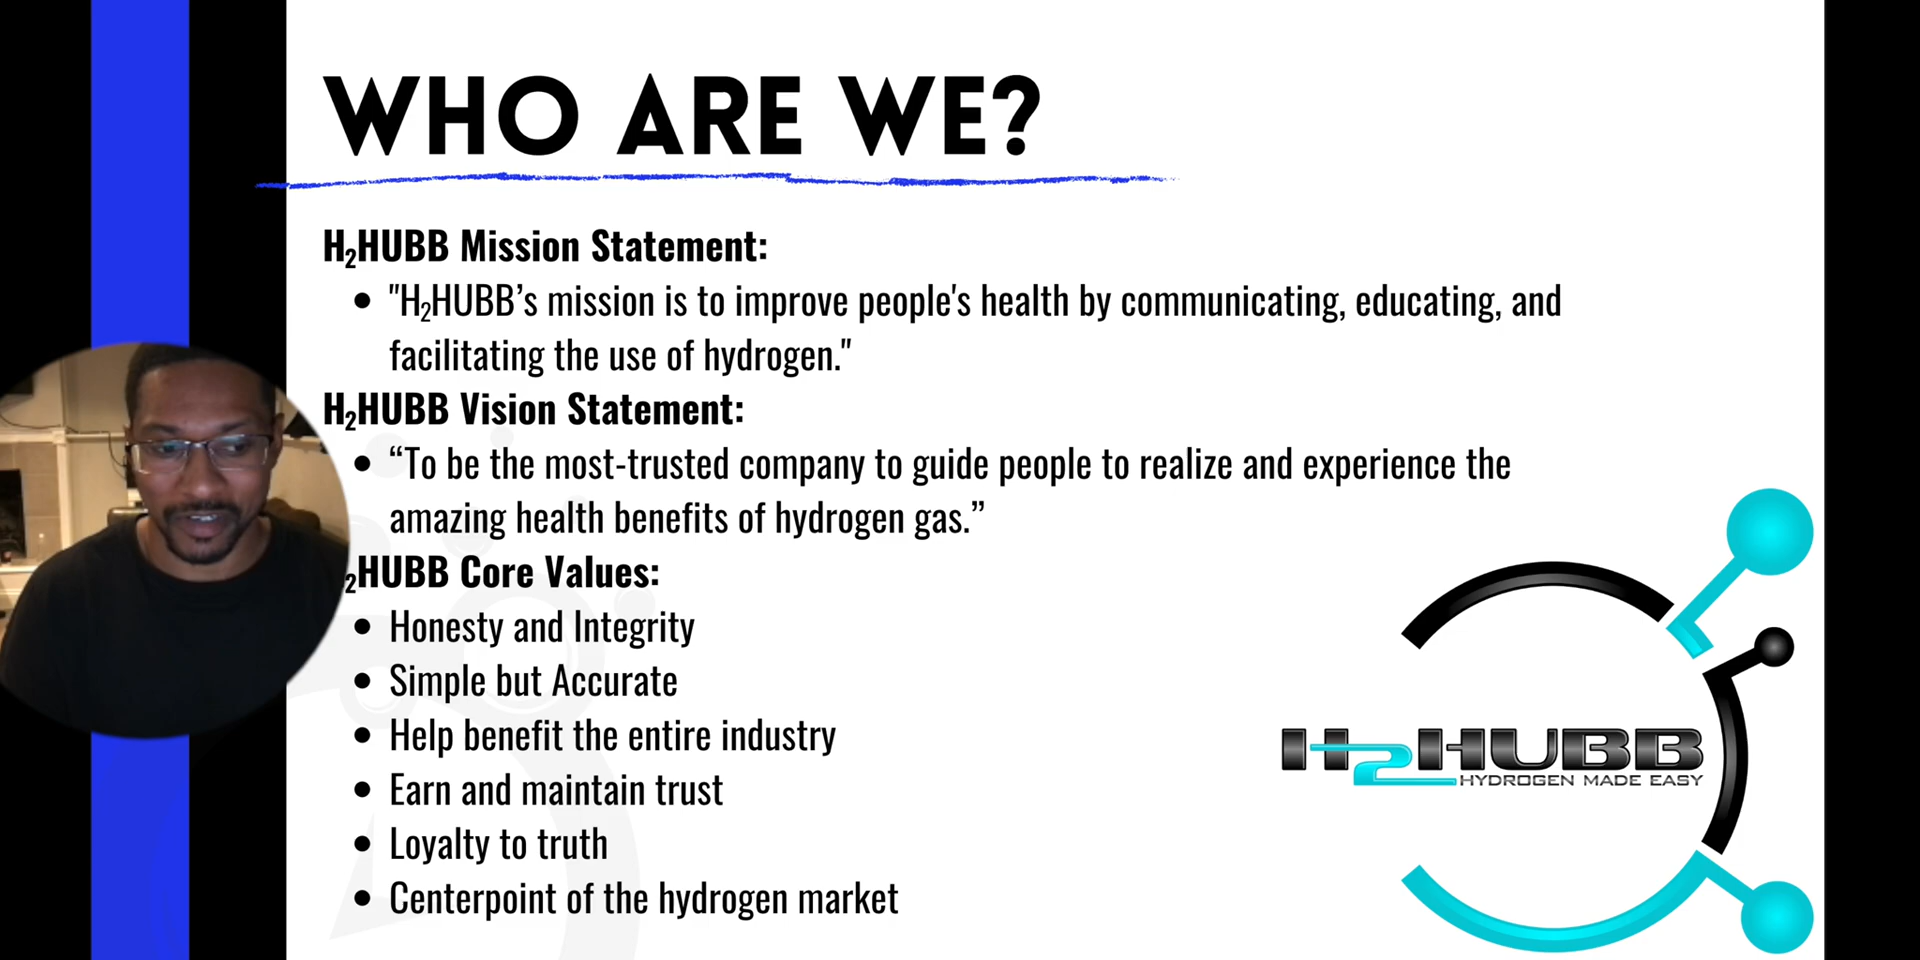 WHO ARE WE?
H₂HUBB Mission Statement:
• "H₂HUBB’s mission is to improve people's health by communicating, educating, and
facilitating the use of hydrogen."
H₂HUBB Vision Statement:
• “To be the most-trusted company to guide people to realize and experience the
amazing health benefits of hydrogen gas.”
₂HUBB Core Values:
• Honesty and Integrity
• Simple but Accurate
• Help benefit the entire industry
• Earn and maintain trust
• Loyalty to truth
• Centerpoint of the hydrogen market
H2HUBB
HYDROGEN MADE EASY